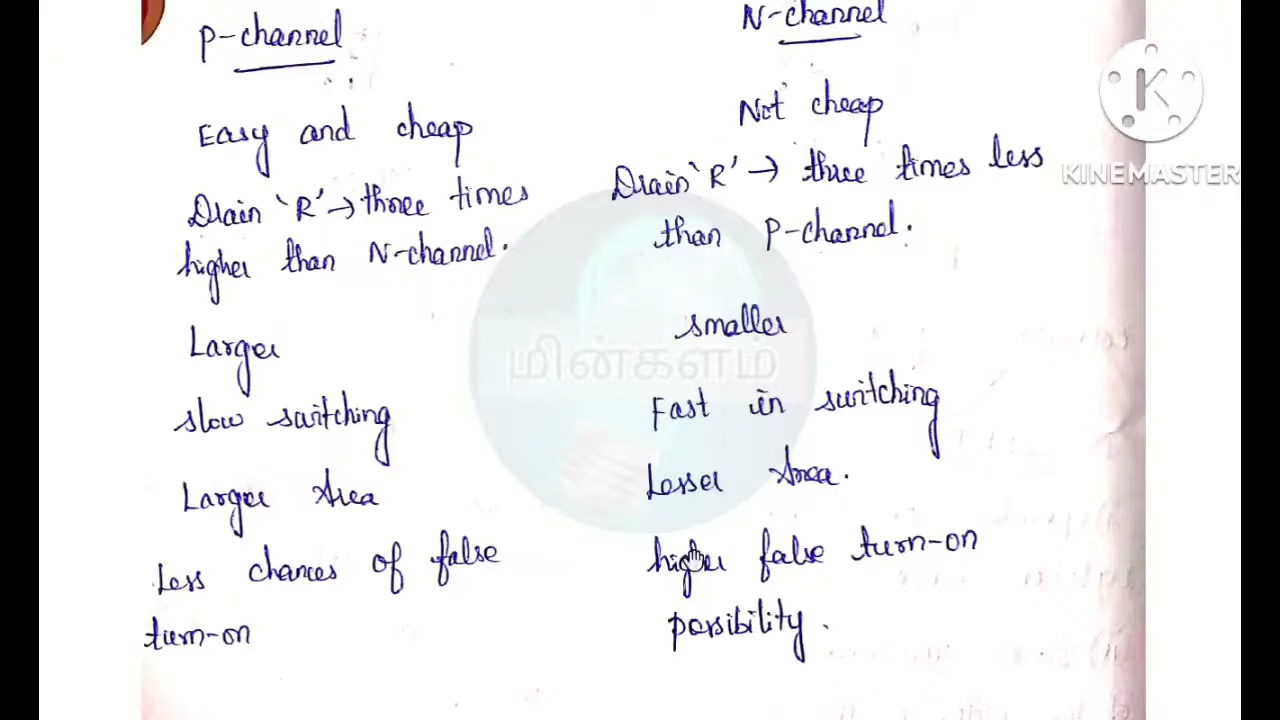 P-channel
N-channel
Easy and cheap
Not cheap
Drain 'R' → three times
higher than N-channel.
Drain 'R' → three times less
than P-channel.
Larger
smaller
slow switching
Fast in switching
Larger Area
Lesser Area.
Less chances of false
turn-on
higher false turn-on
possibility.
மின்களம்
K
KINEMASTER